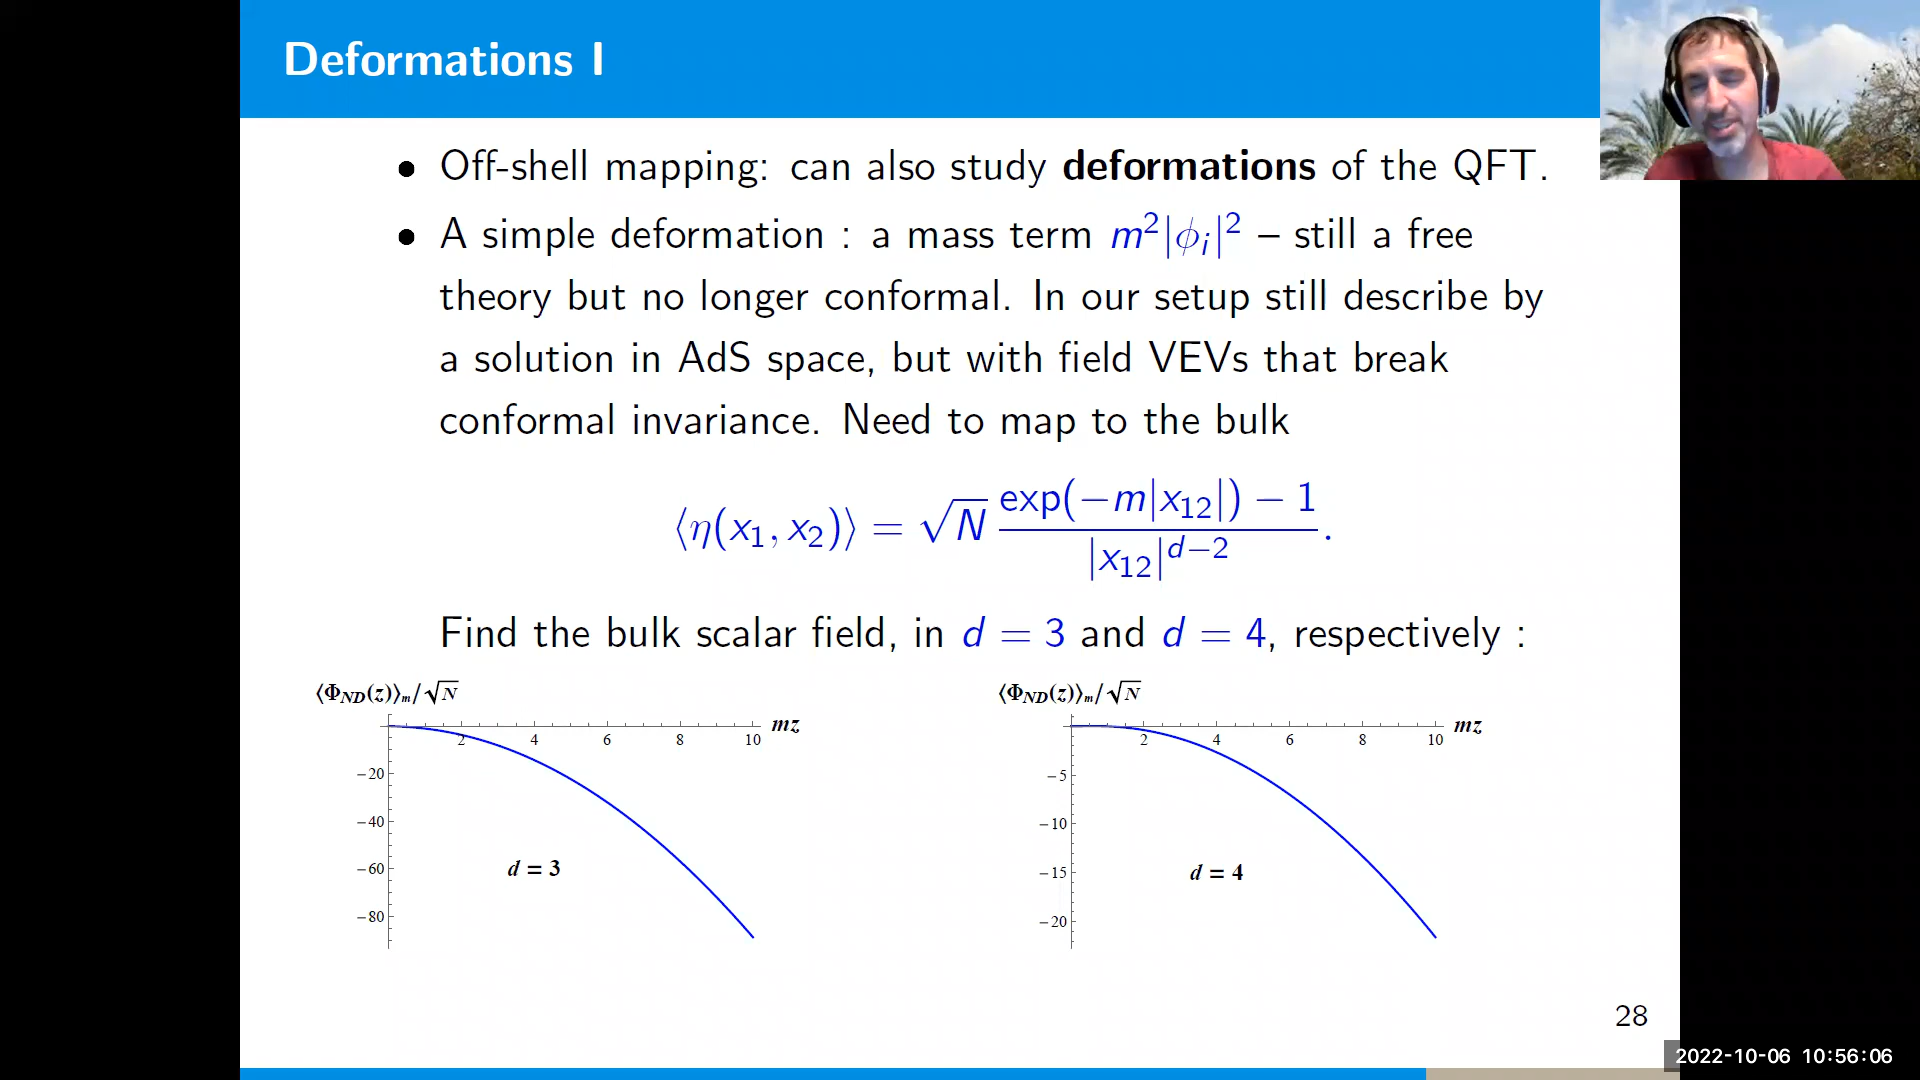 Deformations I
• Off-shell mapping: can also study deformations of the QFT.
• A simple deformation : a mass term m²|ϕᵢ|² – still a free
theory but no longer conformal. In our setup still describe by
a solution in AdS space, but with field VEVs that break
conformal invariance. Need to map to the bulk
⟨η(x₁, x₂)⟩ = √N (exp(−m|x₁₂|) − 1) / |x₁₂|^(d−2).
Find the bulk scalar field, in d = 3 and d = 4, respectively :
⟨Φ_ND(z)⟩ₘ/√N
mz
2 4 6 8 10
−20
−40
−60
−80
d = 3
⟨Φ_ND(z)⟩ₘ/√N
mz
2 4 6 8 10
−5
−10
−15
−20
d = 4
28
2022-10-06 10:56:06